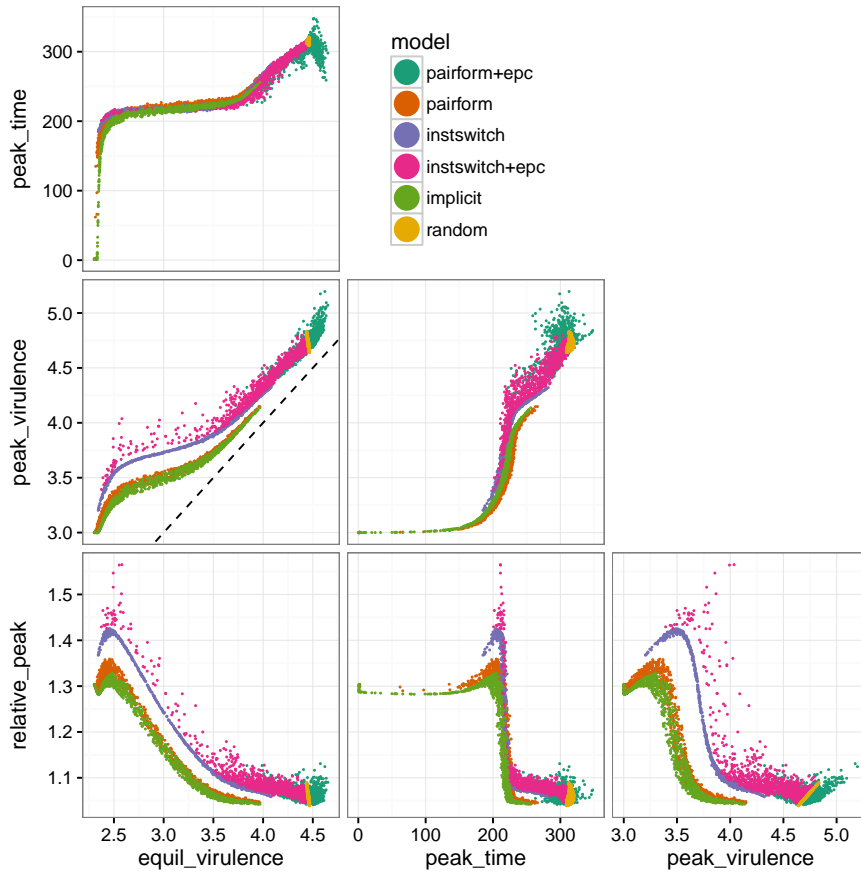 model
pairform+epc
pairform
instswitch
instswitch+epc
implicit
random
peak_time
300
200
100
0
peak_virulence
5.0
4.5
4.0
3.5
3.0
relative_peak
1.5
1.4
1.3
1.2
1.1
2.5 3.0 3.5 4.0 4.5
equil_virulence
0 100 200 300
peak_time
3.0 3.5 4.0 4.5 5.0
peak_virulence